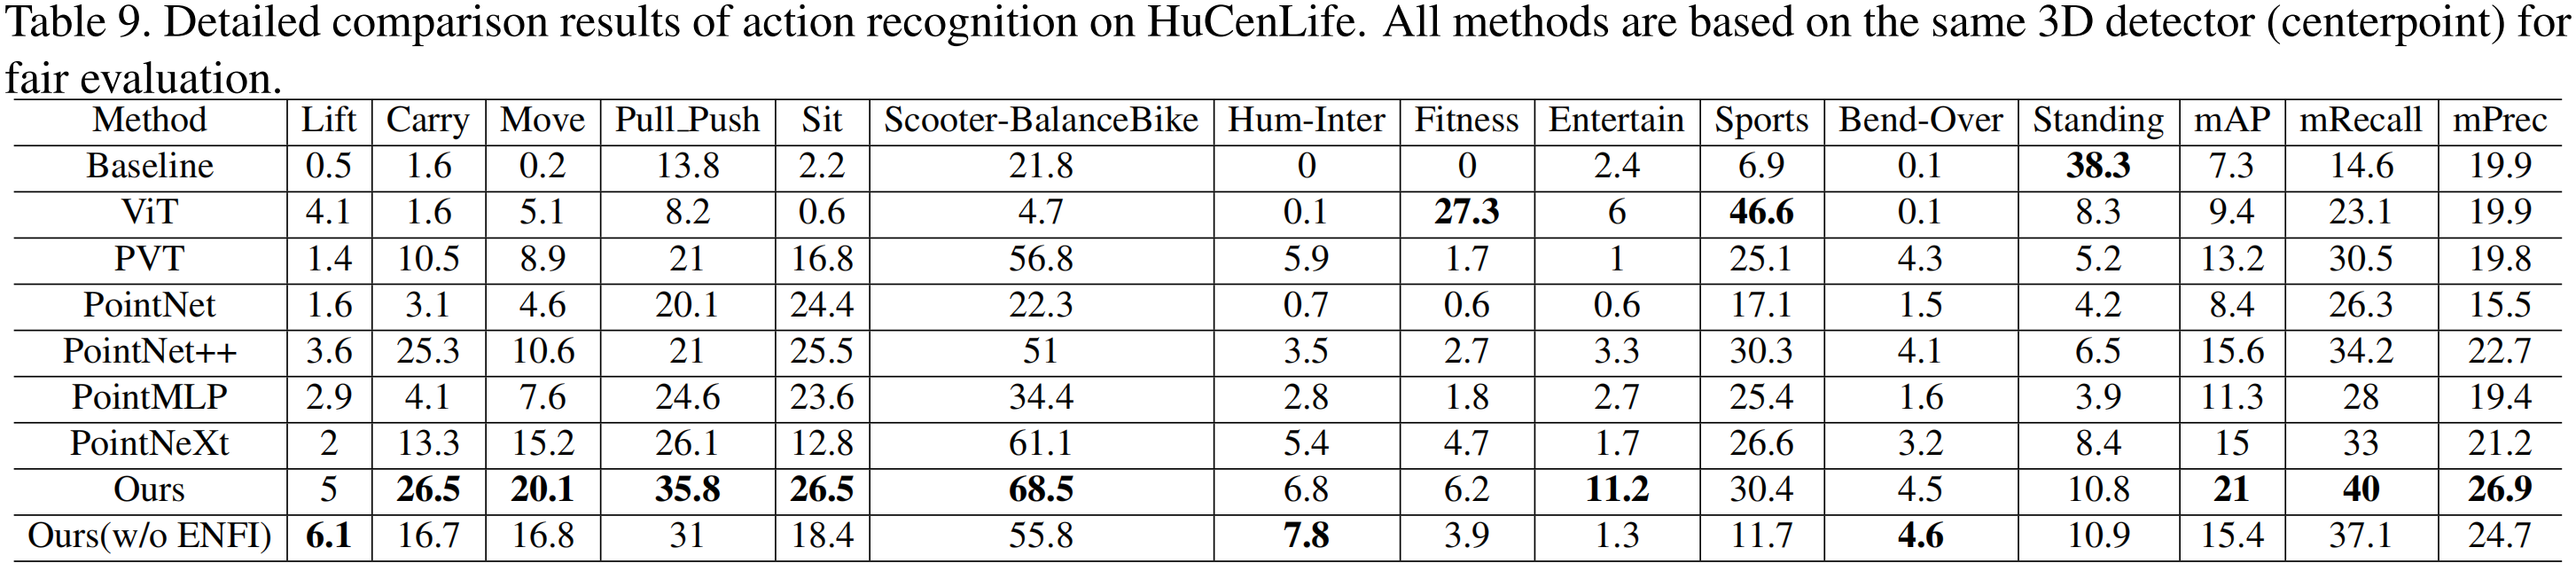 Table 9. Detailed comparison results of action recognition on HuCenLife. All methods are based on the same 3D detector (centerpoint) for
fair evaluation.
Method Lift Carry Move Pull_Push Sit Scooter-BalanceBike Hum-Inter Fitness Entertain Sports Bend-Over Standing mAP mRecall mPrec
Baseline 0.5 1.6 0.2 13.8 2.2 21.8 0 0 2.4 6.9 0.1 38.3 7.3 14.6 19.9
ViT 4.1 1.6 5.1 8.2 0.6 4.7 0.1 27.3 6 46.6 0.1 8.3 9.4 23.1 19.9
PVT 1.4 10.5 8.9 21 16.8 56.8 5.9 1.7 1 25.1 4.3 5.2 13.2 30.5 19.8
PointNet 1.6 3.1 4.6 20.1 24.4 22.3 0.7 0.6 0.6 17.1 1.5 4.2 8.4 26.3 15.5
PointNet++ 3.6 25.3 10.6 21 25.5 51 3.5 2.7 3.3 30.3 4.1 6.5 15.6 34.2 22.7
PointMLP 2.9 4.1 7.6 24.6 23.6 34.4 2.8 1.8 2.7 25.4 1.6 3.9 11.3 28 19.4
PointNeXt 2 13.3 15.2 26.1 12.8 61.1 5.4 4.7 1.7 26.6 3.2 8.4 15 33 21.2
Ours 5 26.5 20.1 35.8 26.5 68.5 6.8 6.2 11.2 30.4 4.5 10.8 21 40 26.9
Ours(w/o ENFI) 6.1 16.7 16.8 31 18.4 55.8 7.8 3.9 1.3 11.7 4.6 10.9 15.4 37.1 24.7